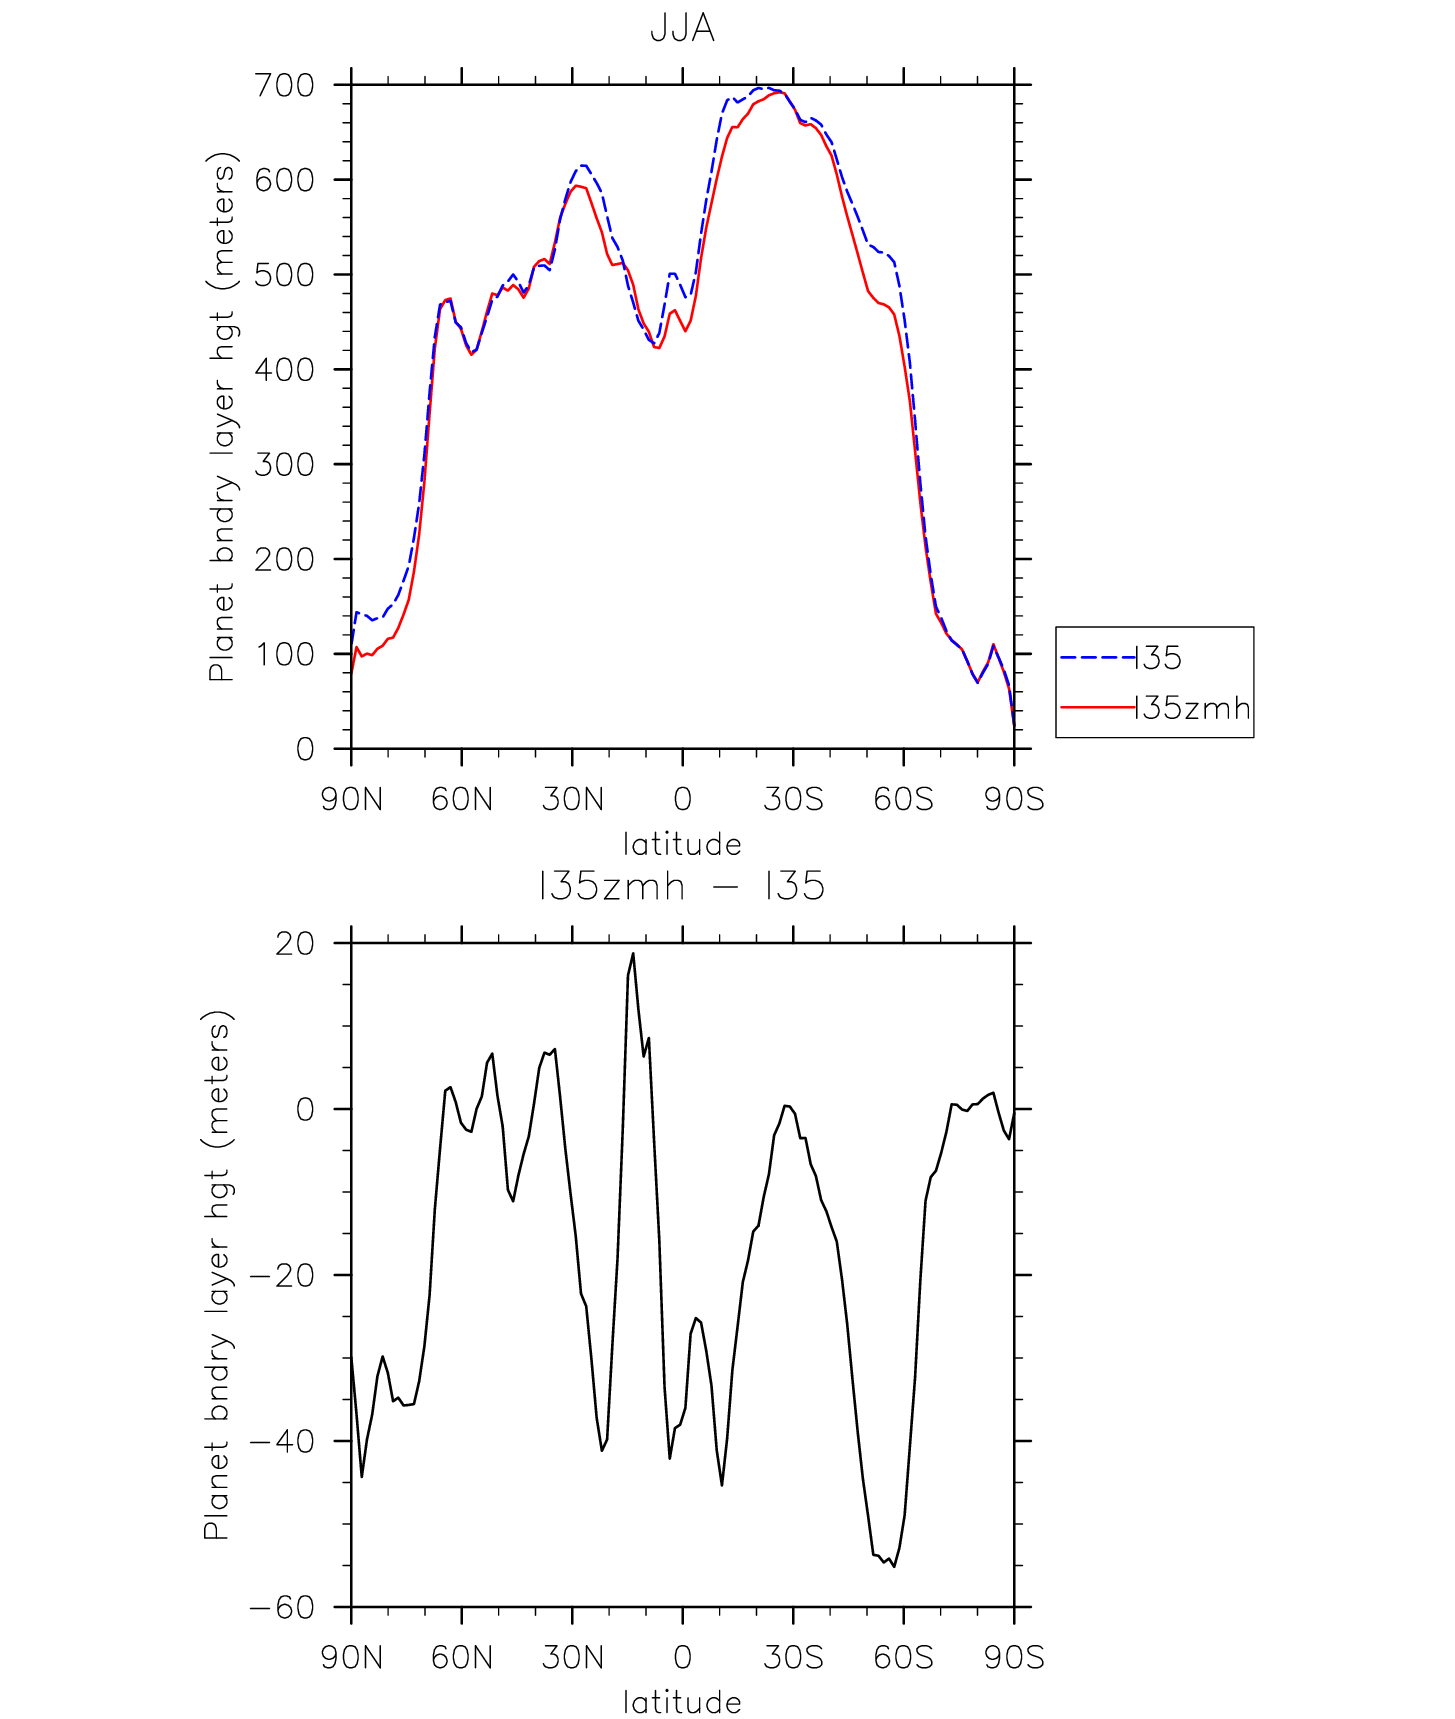 JJA
700
600
500
400
300
200
100
0
Planet bndry layer hgt (meters)
90N 60N 30N 0 30S 60S 90S
latitude
I35
I35zmh
I35zmh − I35
20
0
−20
−40
−60
Planet bndry layer hgt (meters)
90N 60N 30N 0 30S 60S 90S
latitude